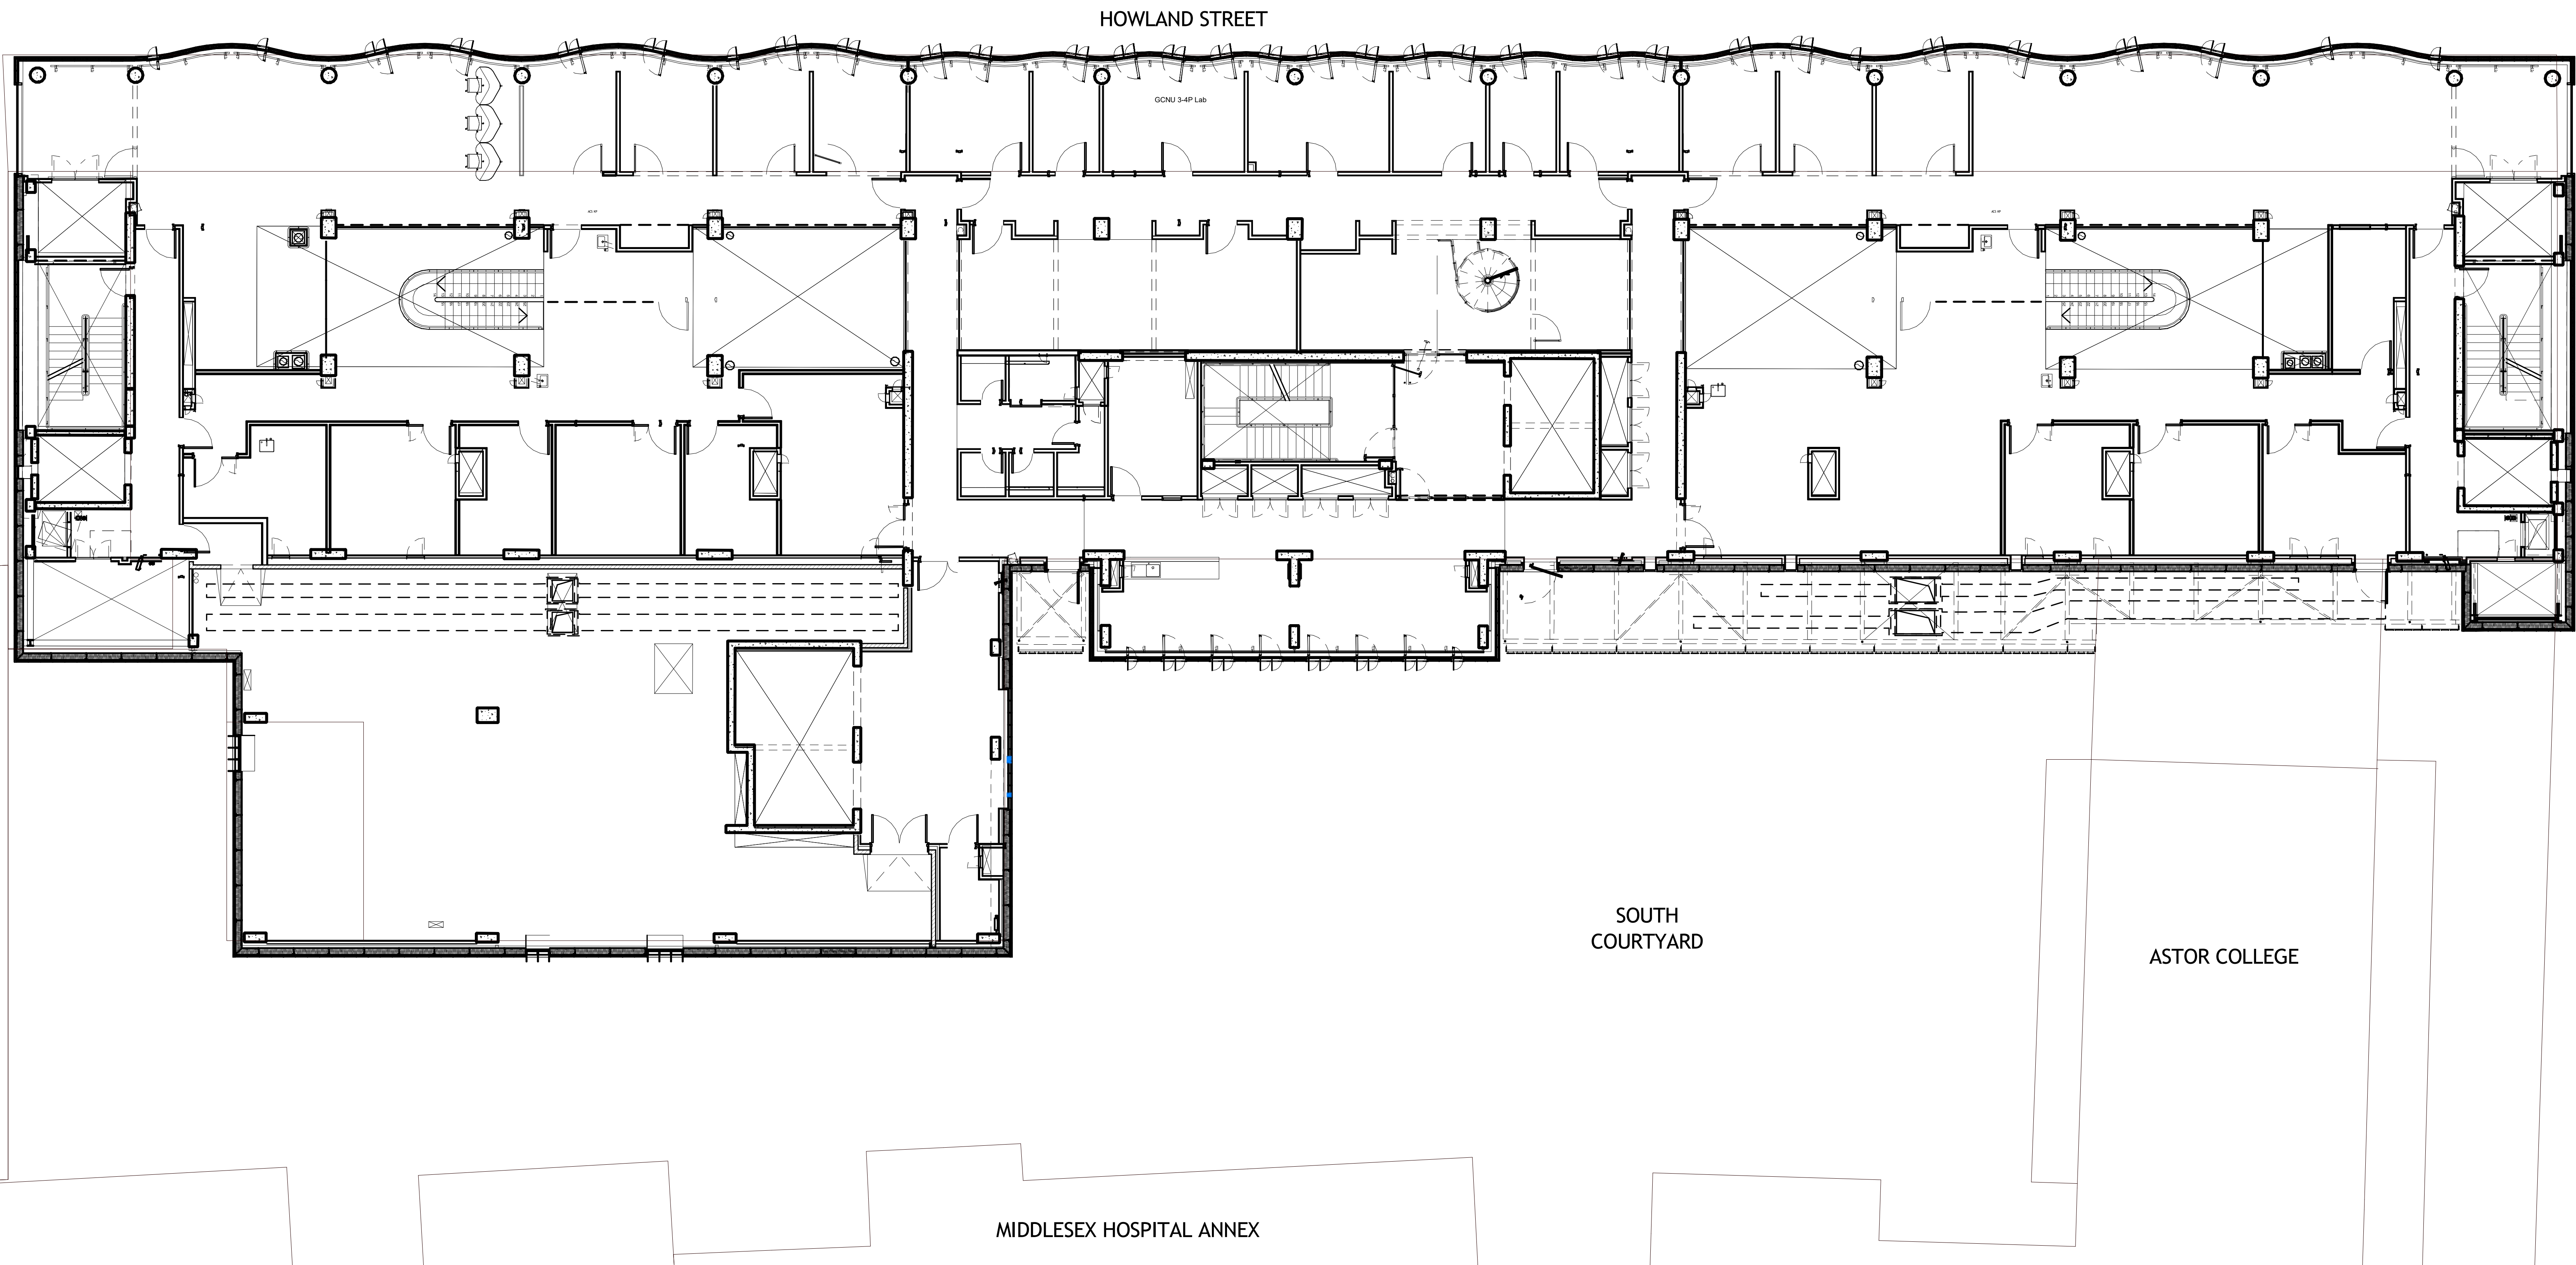 HOWLAND STREET
GCNU 3-4P Lab
SOUTH
COURTYARD
ASTOR COLLEGE
MIDDLESEX HOSPITAL ANNEX